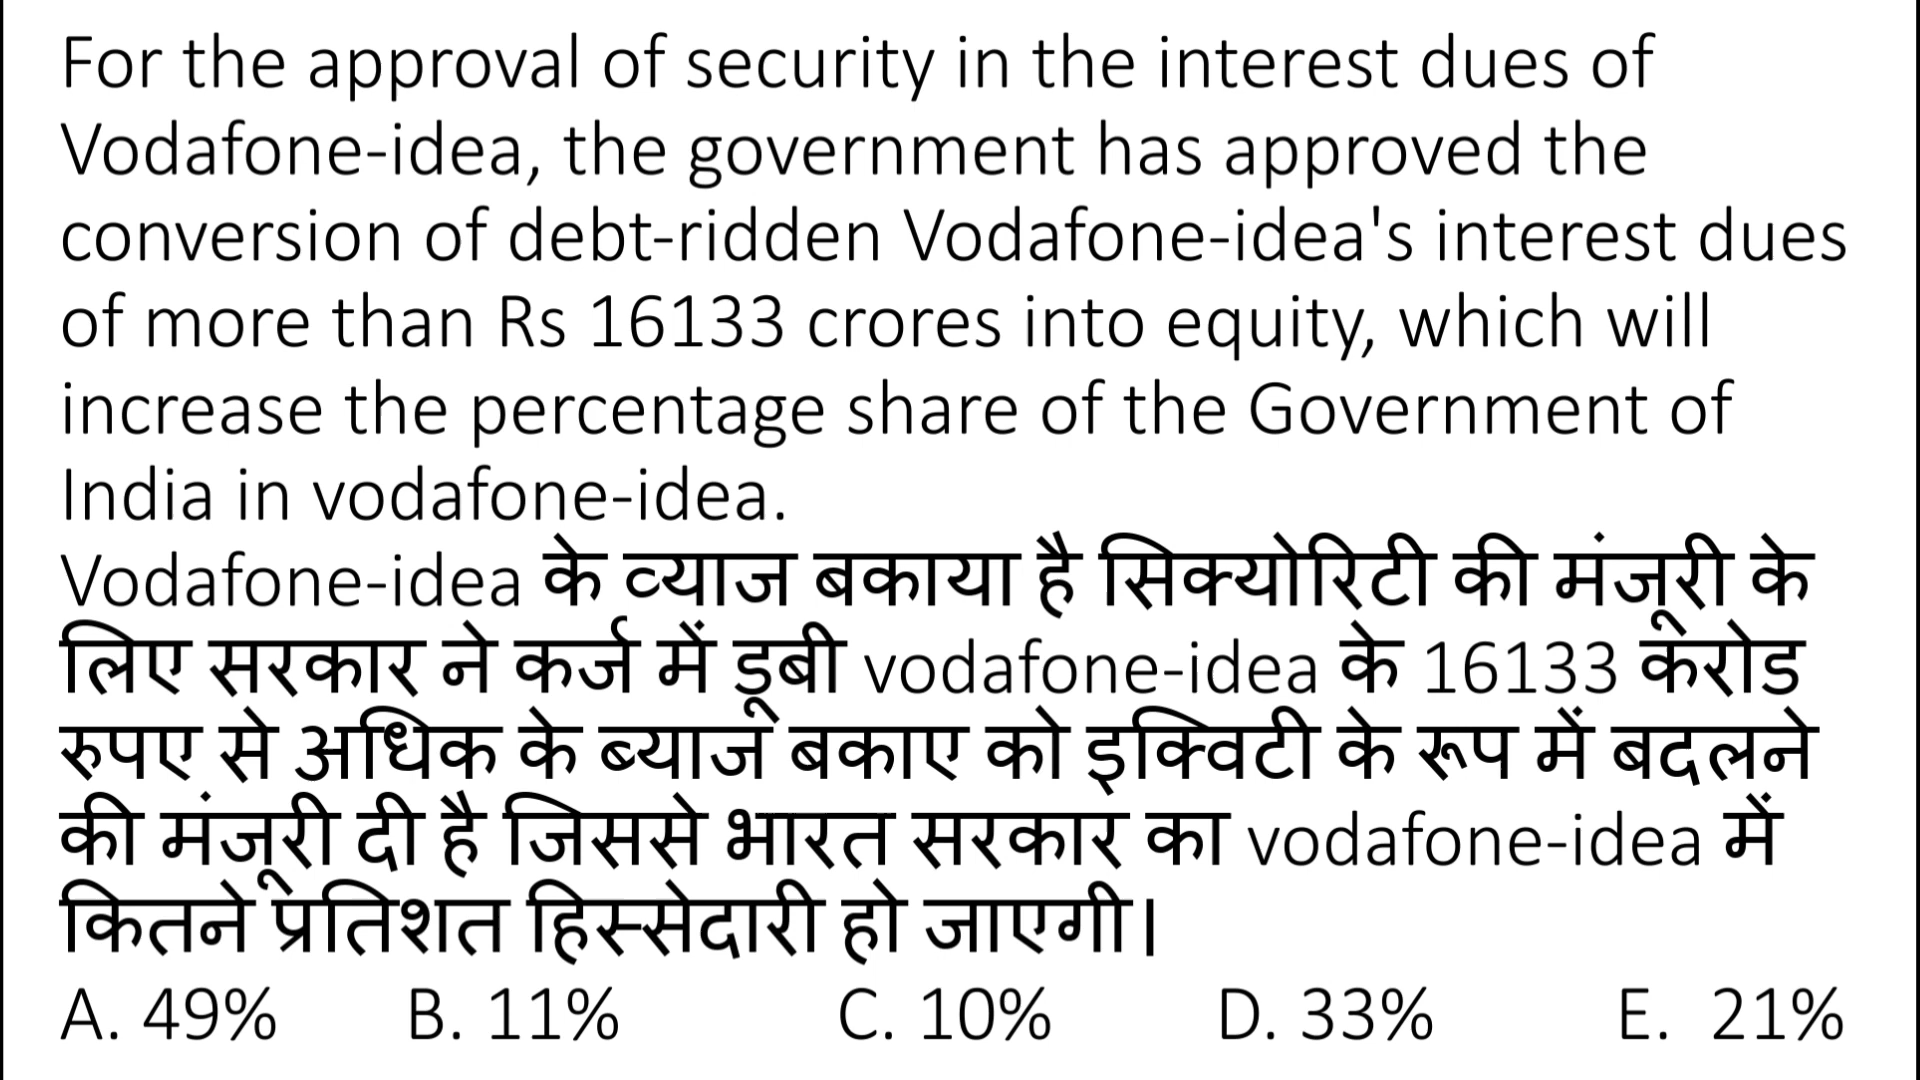 For the approval of security in the interest dues of
Vodafone-idea, the government has approved the
conversion of debt-ridden Vodafone-idea's interest dues
of more than Rs 16133 crores into equity, which will
increase the percentage share of the Government of
India in vodafone-idea.
Vodafone-idea के व्याज बकाया है सिक्योरिटी की मंजूरी के
लिए सरकार ने कर्ज में डूबी vodafone-idea के 16133 करोड
रुपए से अधिक के ब्याज बकाए को इक्विटी के रूप में बदलने
की मंजूरी दी है जिससे भारत सरकार का vodafone-idea में
कितने प्रतिशत हिस्सेदारी हो जाएगी।
A. 49% B. 11% C. 10% D. 33% E. 21%